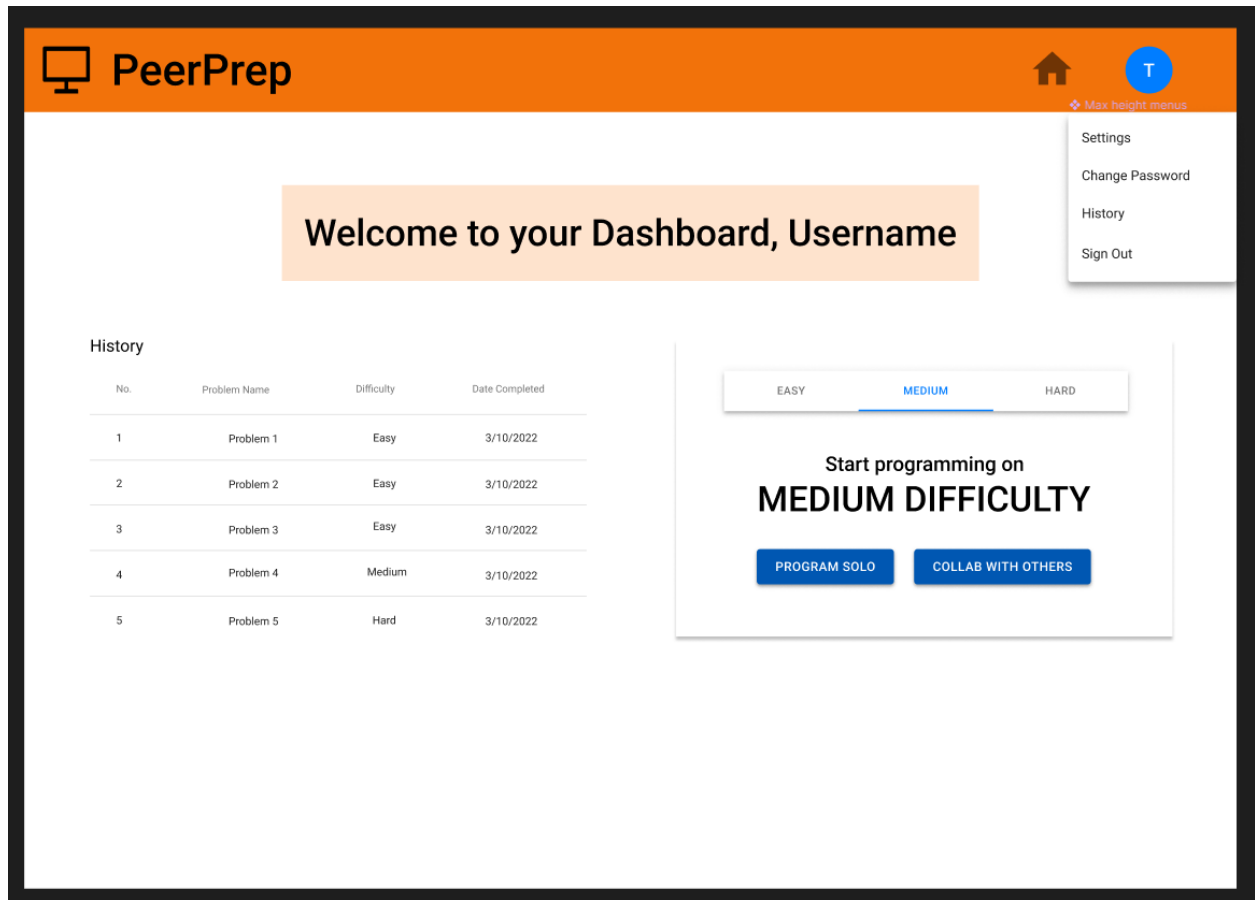 PeerPrep
T
Max height menus
Settings
Change Password
History
Sign Out
Welcome to your Dashboard, Username
History
No. Problem Name Difficulty Date Completed
1 Problem 1 Easy 3/10/2022
2 Problem 2 Easy 3/10/2022
3 Problem 3 Easy 3/10/2022
4 Problem 4 Medium 3/10/2022
5 Problem 5 Hard 3/10/2022
EASY MEDIUM HARD
Start programming on
MEDIUM DIFFICULTY
PROGRAM SOLO COLLAB WITH OTHERS